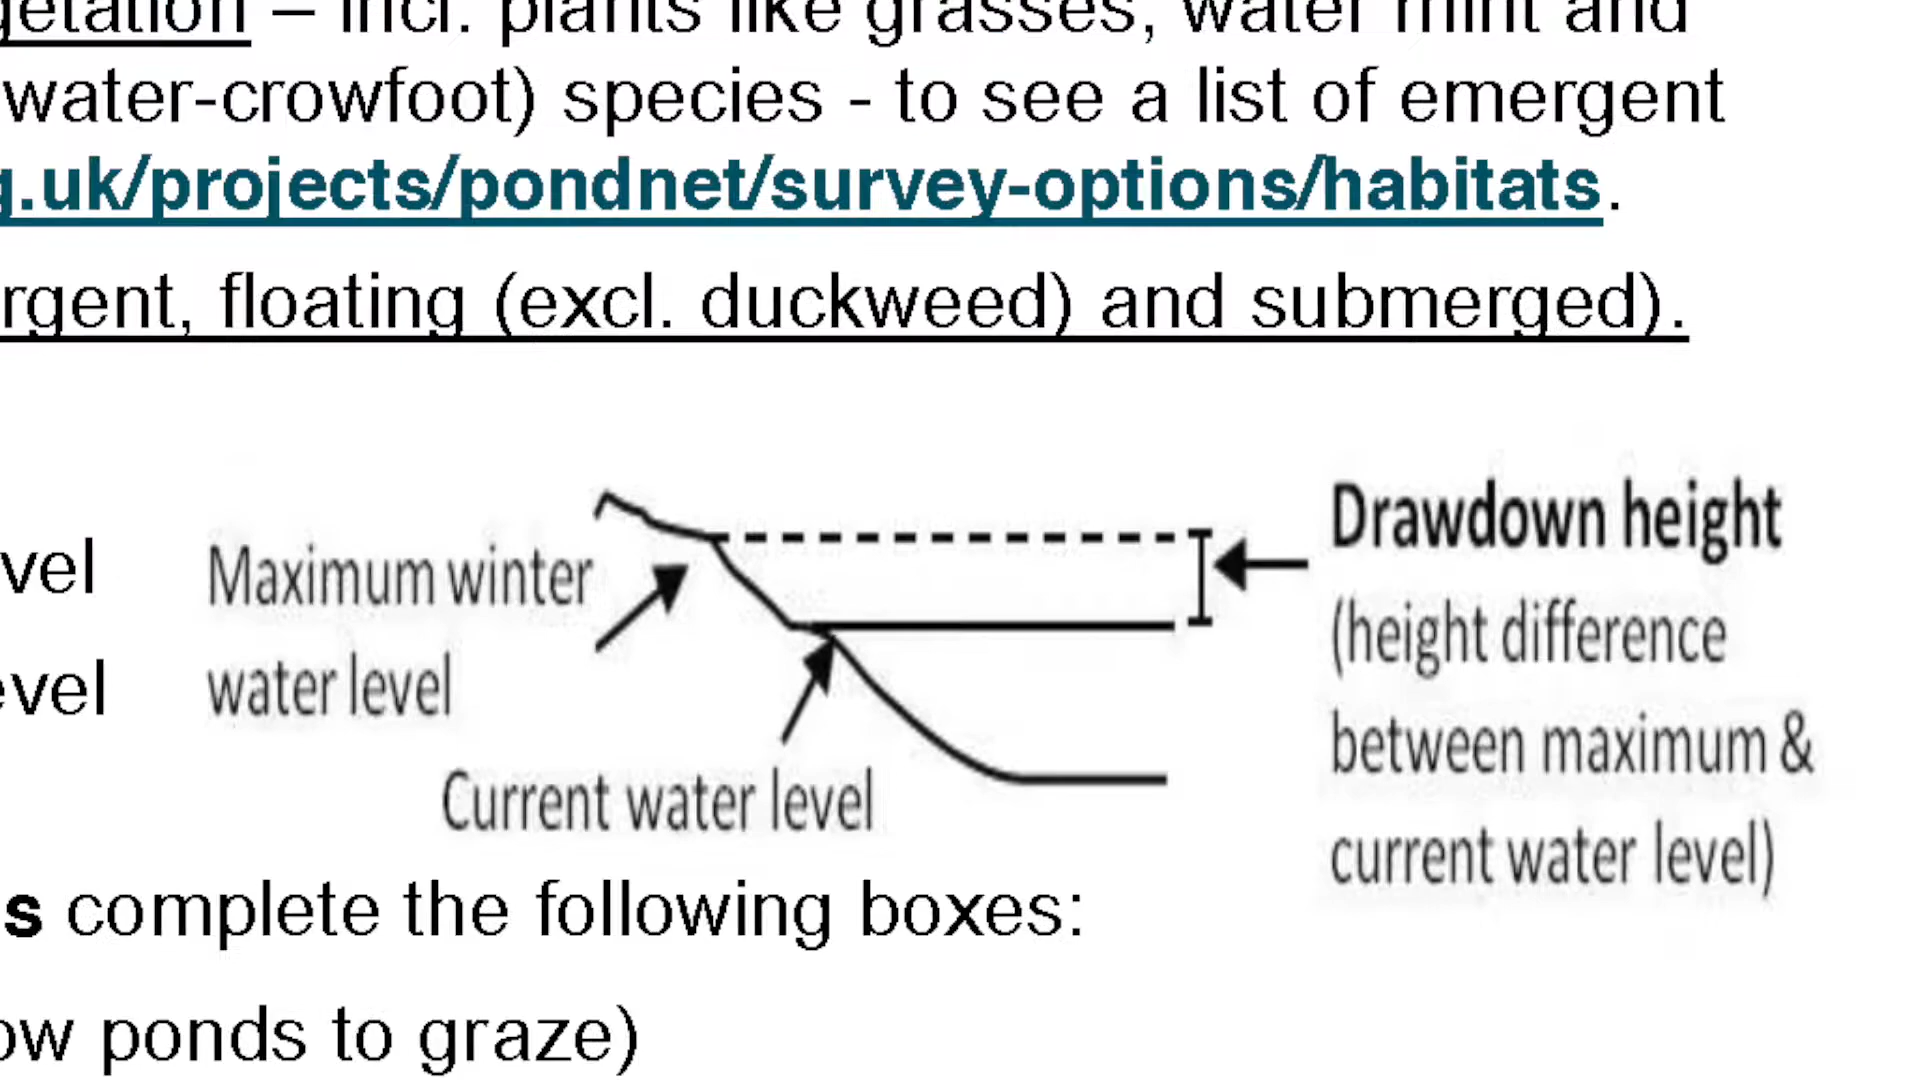 getation – incl. plants like grasses, water mint and
water-crowfoot) species - to see a list of emergent
g.uk/projects/pondnet/survey-options/habitats.
rgent, floating (excl. duckweed) and submerged).
Drawdown height
vel
Maximum winter
(height difference
evel
water level
between maximum &
Current water level
current water level)
s complete the following boxes:
ow ponds to graze)